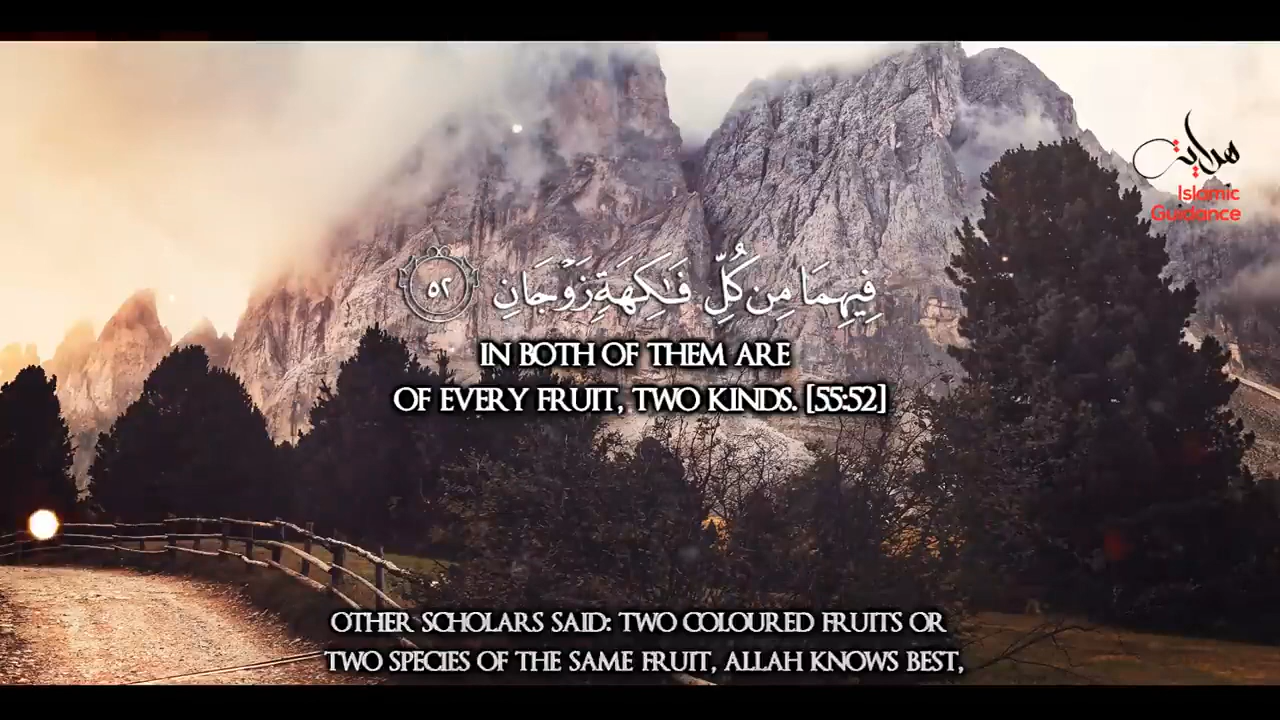 هداية
Islamic
Guidance
فِيهِمَا مِن كُلِّ فَٰكِهَةٍ زَوْجَانِ ٥٢
IN BOTH OF THEM ARE
OF EVERY FRUIT, TWO KINDS. [55:52]
OTHER SCHOLARS SAID: TWO COLOURED FRUITS OR
TWO SPECIES OF THE SAME FRUIT, ALLAH KNOWS BEST,